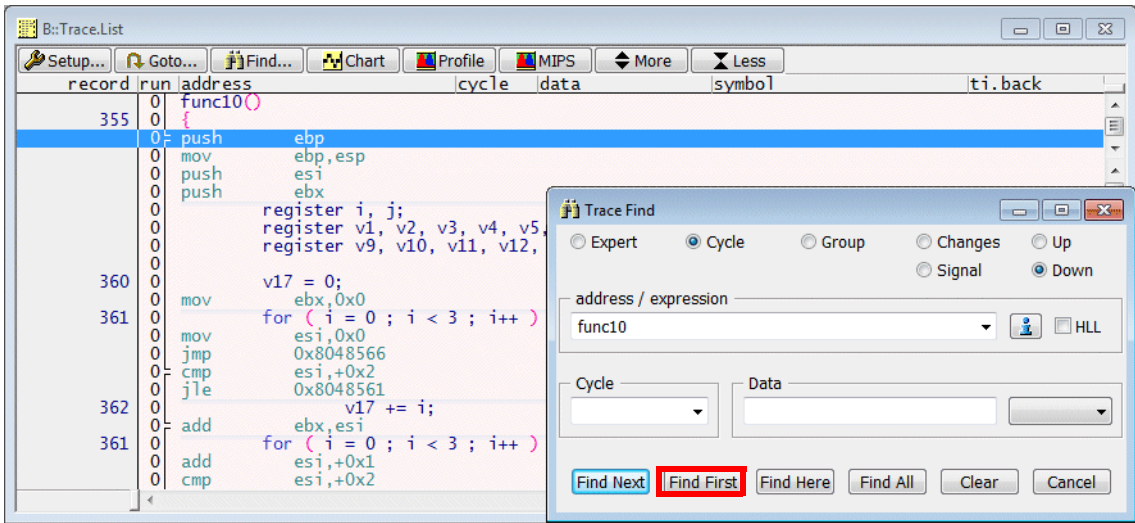 B::Trace.List
Setup... Goto... Find... Chart Profile MIPS More Less
record run address cycle data symbol ti.back
0 func10()
355 0 {
0 push ebp
0 mov ebp,esp
0 push esi
0 push ebx
0 register i, j;
0 register v1, v2, v3, v4, v5,
0 register v9, v10, v11, v12,
0
360 0 v17 = 0;
0 mov ebx,0x0
361 0 for ( i = 0 ; i < 3 ; i++ )
0 mov esi,0x0
0 jmp 0x8048566
0 cmp esi,+0x2
0 jle 0x8048561
362 0 v17 += i;
0 add ebx,esi
361 0 for ( i = 0 ; i < 3 ; i++ )
0 add esi,+0x1
0 cmp esi,+0x2
Trace Find
Expert Cycle Group Changes Up
Signal Down
address / expression
func10 HLL
Cycle Data
Find Next Find First Find Here Find All Clear Cancel